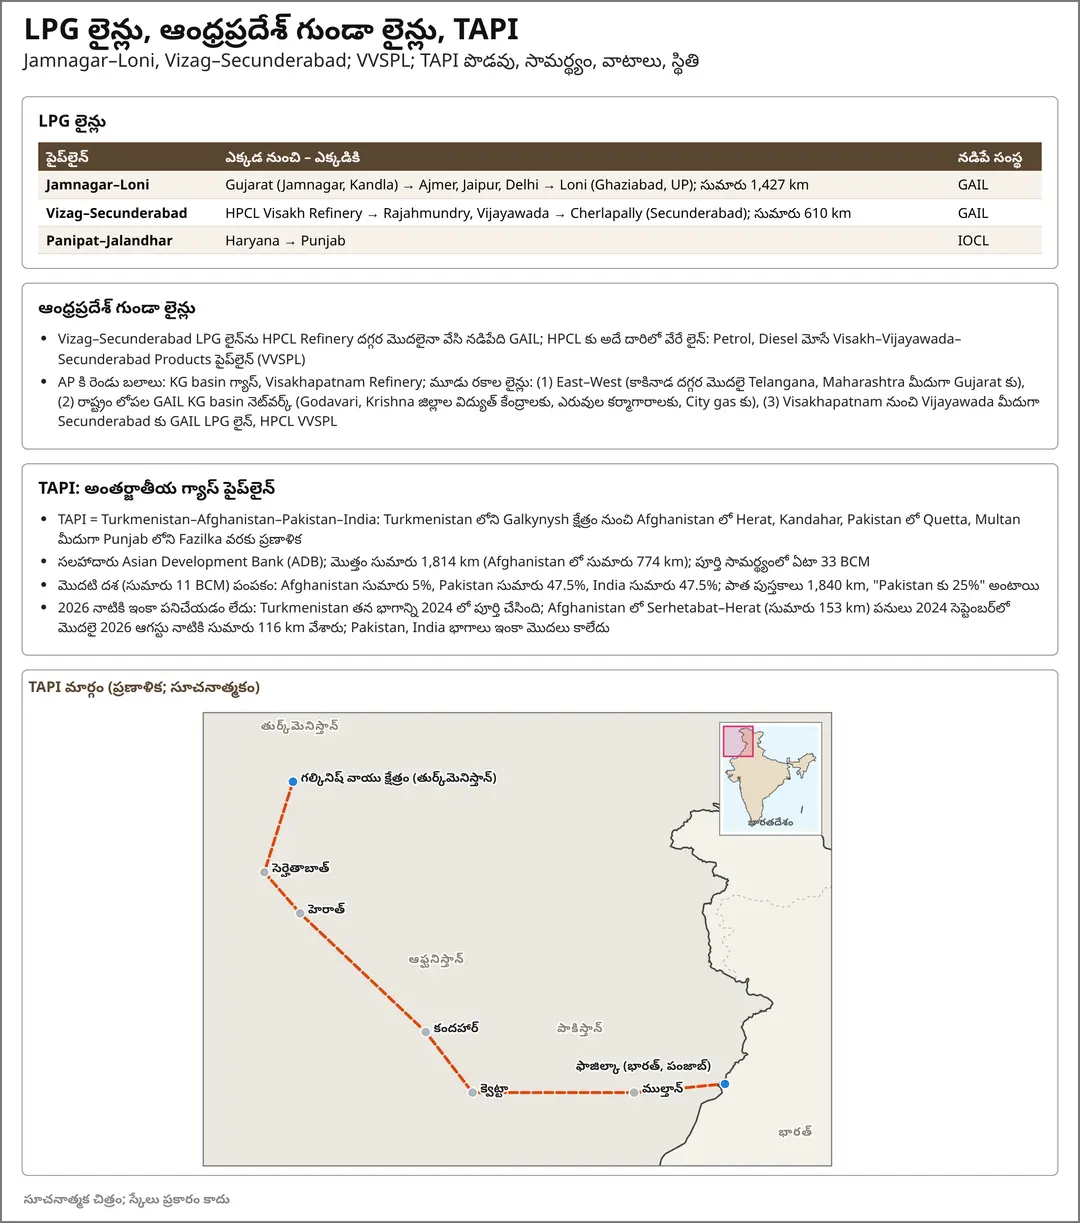 LPG లైన్లు, ఆంధ్రప్రదేశ్ గుండా లైన్లు, TAPI
Jamnagar–Loni, Vizag–Secunderabad; VVSPL; TAPI పొడవు, సామర్థ్యం, వాటాలు, స్థితి
LPG లైన్లు
పైప్‌లైన్ ఎక్కడ నుంచి – ఎక్కడికి నడిపే సంస్థ
Jamnagar–Loni Gujarat (Jamnagar, Kandla) → Ajmer, Jaipur, Delhi → Loni (Ghaziabad, UP); సుమారు 1,427 km GAIL
Vizag–Secunderabad HPCL Visakh Refinery → Rajahmundry, Vijayawada → Cherlapally (Secunderabad); సుమారు 610 km GAIL
Panipat–Jalandhar Haryana → Punjab IOCL
ఆంధ్రప్రదేశ్ గుండా లైన్లు
• Vizag–Secunderabad LPG లైన్‌ను HPCL Refinery దగ్గర మొదలైనా వేసి నడిపేది GAIL; HPCL కు అదే దారిలో వేరే లైన్: Petrol, Diesel మోసే Visakh–Vijayawada–
Secunderabad Products పైప్‌లైన్ (VVSPL)
• AP కి రెండు బలాలు: KG basin గ్యాస్, Visakhapatnam Refinery; మూడు రకాల లైన్లు: (1) East–West (కాకినాడ దగ్గర మొదలై Telangana, Maharashtra మీదుగా Gujarat కు),
(2) రాష్ట్రం లోపల GAIL KG basin నెట్‌వర్క్ (Godavari, Krishna జిల్లాల విద్యుత్ కేంద్రాలకు, ఎరువుల కర్మాగారాలకు, City gas కు), (3) Visakhapatnam నుంచి Vijayawada మీదుగా
Secunderabad కు GAIL LPG లైన్, HPCL VVSPL
TAPI: అంతర్జాతీయ గ్యాస్ పైప్‌లైన్
• TAPI = Turkmenistan–Afghanistan–Pakistan–India: Turkmenistan లోని Galkynysh క్షేత్రం నుంచి Afghanistan లో Herat, Kandahar, Pakistan లో Quetta, Multan
మీదుగా Punjab లోని Fazilka వరకు ప్రణాళిక
• సలహాదారు Asian Development Bank (ADB); మొత్తం సుమారు 1,814 km (Afghanistan లో సుమారు 774 km); పూర్తి సామర్థ్యంలో ఏటా 33 BCM
• మొదటి దశ (సుమారు 11 BCM) పంపకం: Afghanistan సుమారు 5%, Pakistan సుమారు 47.5%, India సుమారు 47.5%; పాత పుస్తకాలు 1,840 km, "Pakistan కు 25%" అంటాయి
• 2026 నాటికి ఇంకా పనిచేయడం లేదు: Turkmenistan తన భాగాన్ని 2024 లో పూర్తి చేసింది; Afghanistan లో Serhetabat–Herat (సుమారు 153 km) పనులు 2024 సెప్టెంబర్‌లో
మొదలై 2026 ఆగస్టు నాటికి సుమారు 116 km వేశారు; Pakistan, India భాగాలు ఇంకా మొదలు కాలేదు
TAPI మార్గం (ప్రణాళిక; సూచనాత్మకం)
తుర్క్‌మెనిస్తాన్
గల్కినిష్ వాయు క్షేత్రం (తుర్క్‌మెనిస్తాన్)
భారతదేశం
సెర్హెతాబాత్
హెరాత్
ఆఫ్ఘనిస్తాన్
కందహార్
పాకిస్తాన్
ఫాజిల్కా (భారత్, పంజాబ్)
క్వెట్టా
ముల్తాన్
భారత్
సూచనాత్మక చిత్రం; స్కేలు ప్రకారం కాదు